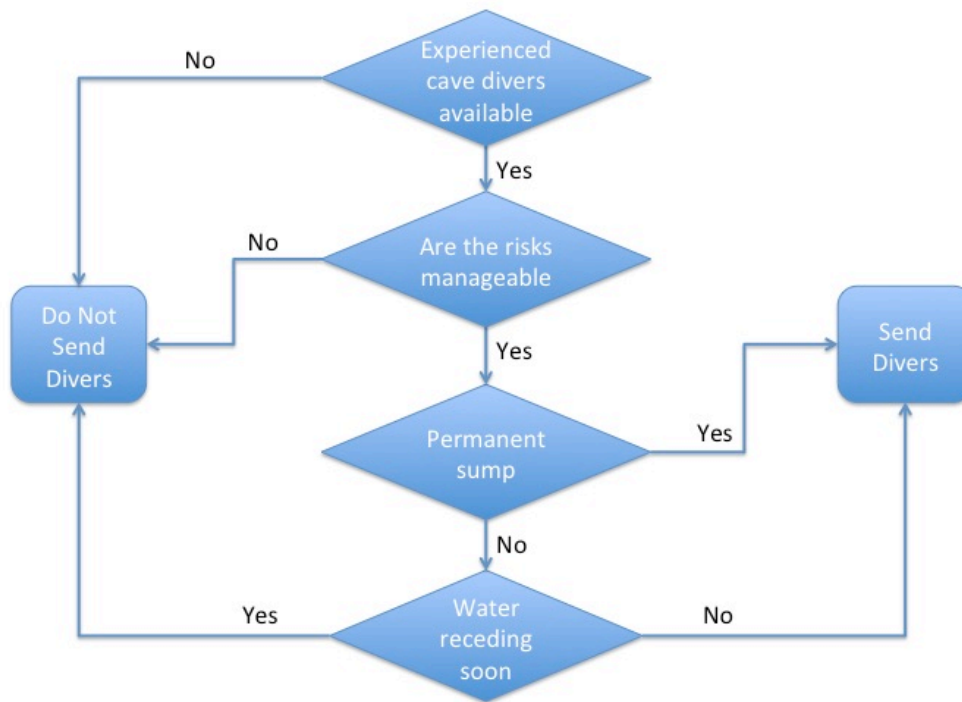 Experienced
cave divers
available
No
Yes
Are the risks
manageable
No
Do Not
Send
Divers
Send
Divers
Yes
Permanent
sump
Yes
No
Water
receding
soon
Yes
No